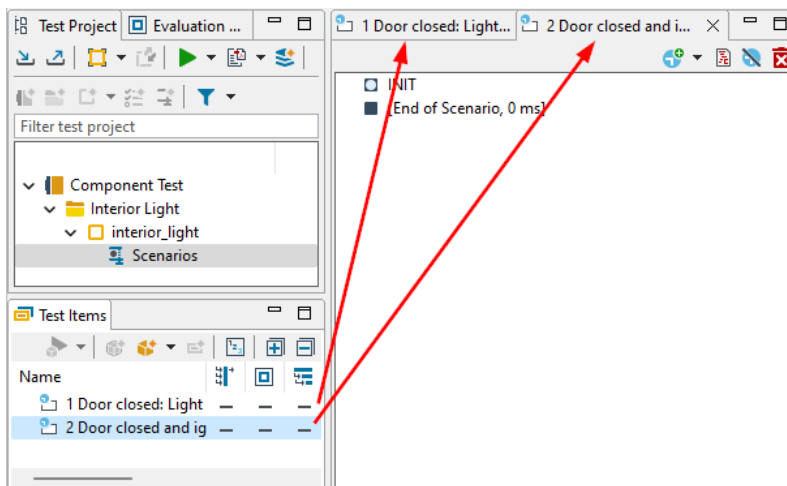 Test Project
Evaluation ...
1 Door closed: Light...
2 Door closed and i...
Filter test project
Component Test
Interior Light
interior_light
Scenarios
INIT
[End of Scenario, 0 ms]
Test Items
Name
1 Door closed: Light
2 Door closed and ig